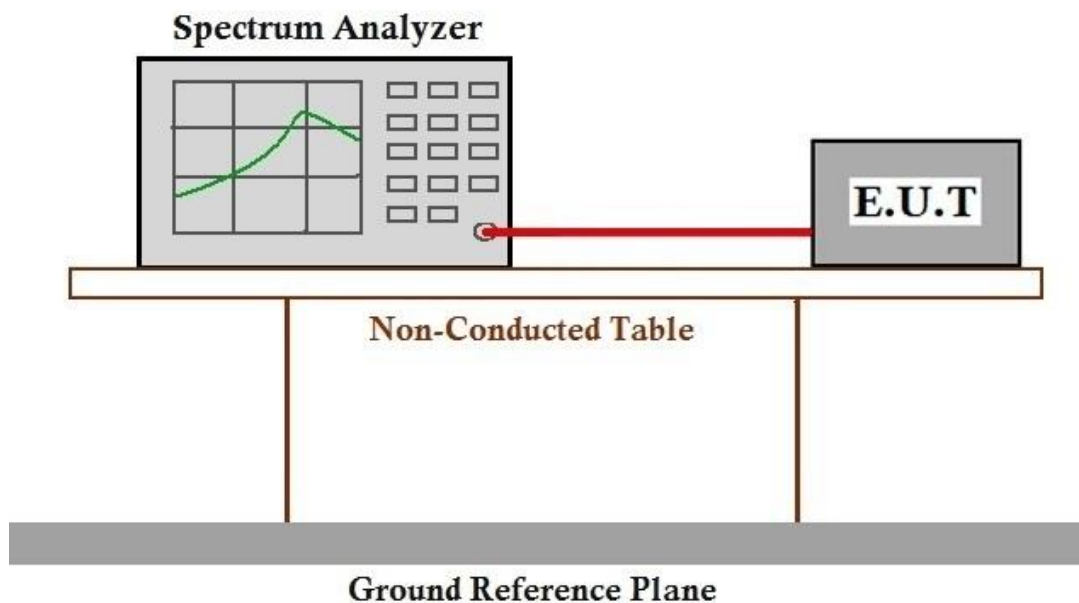 Spectrum Analyzer
E.U.T
Non-Conducted Table
Ground Reference Plane